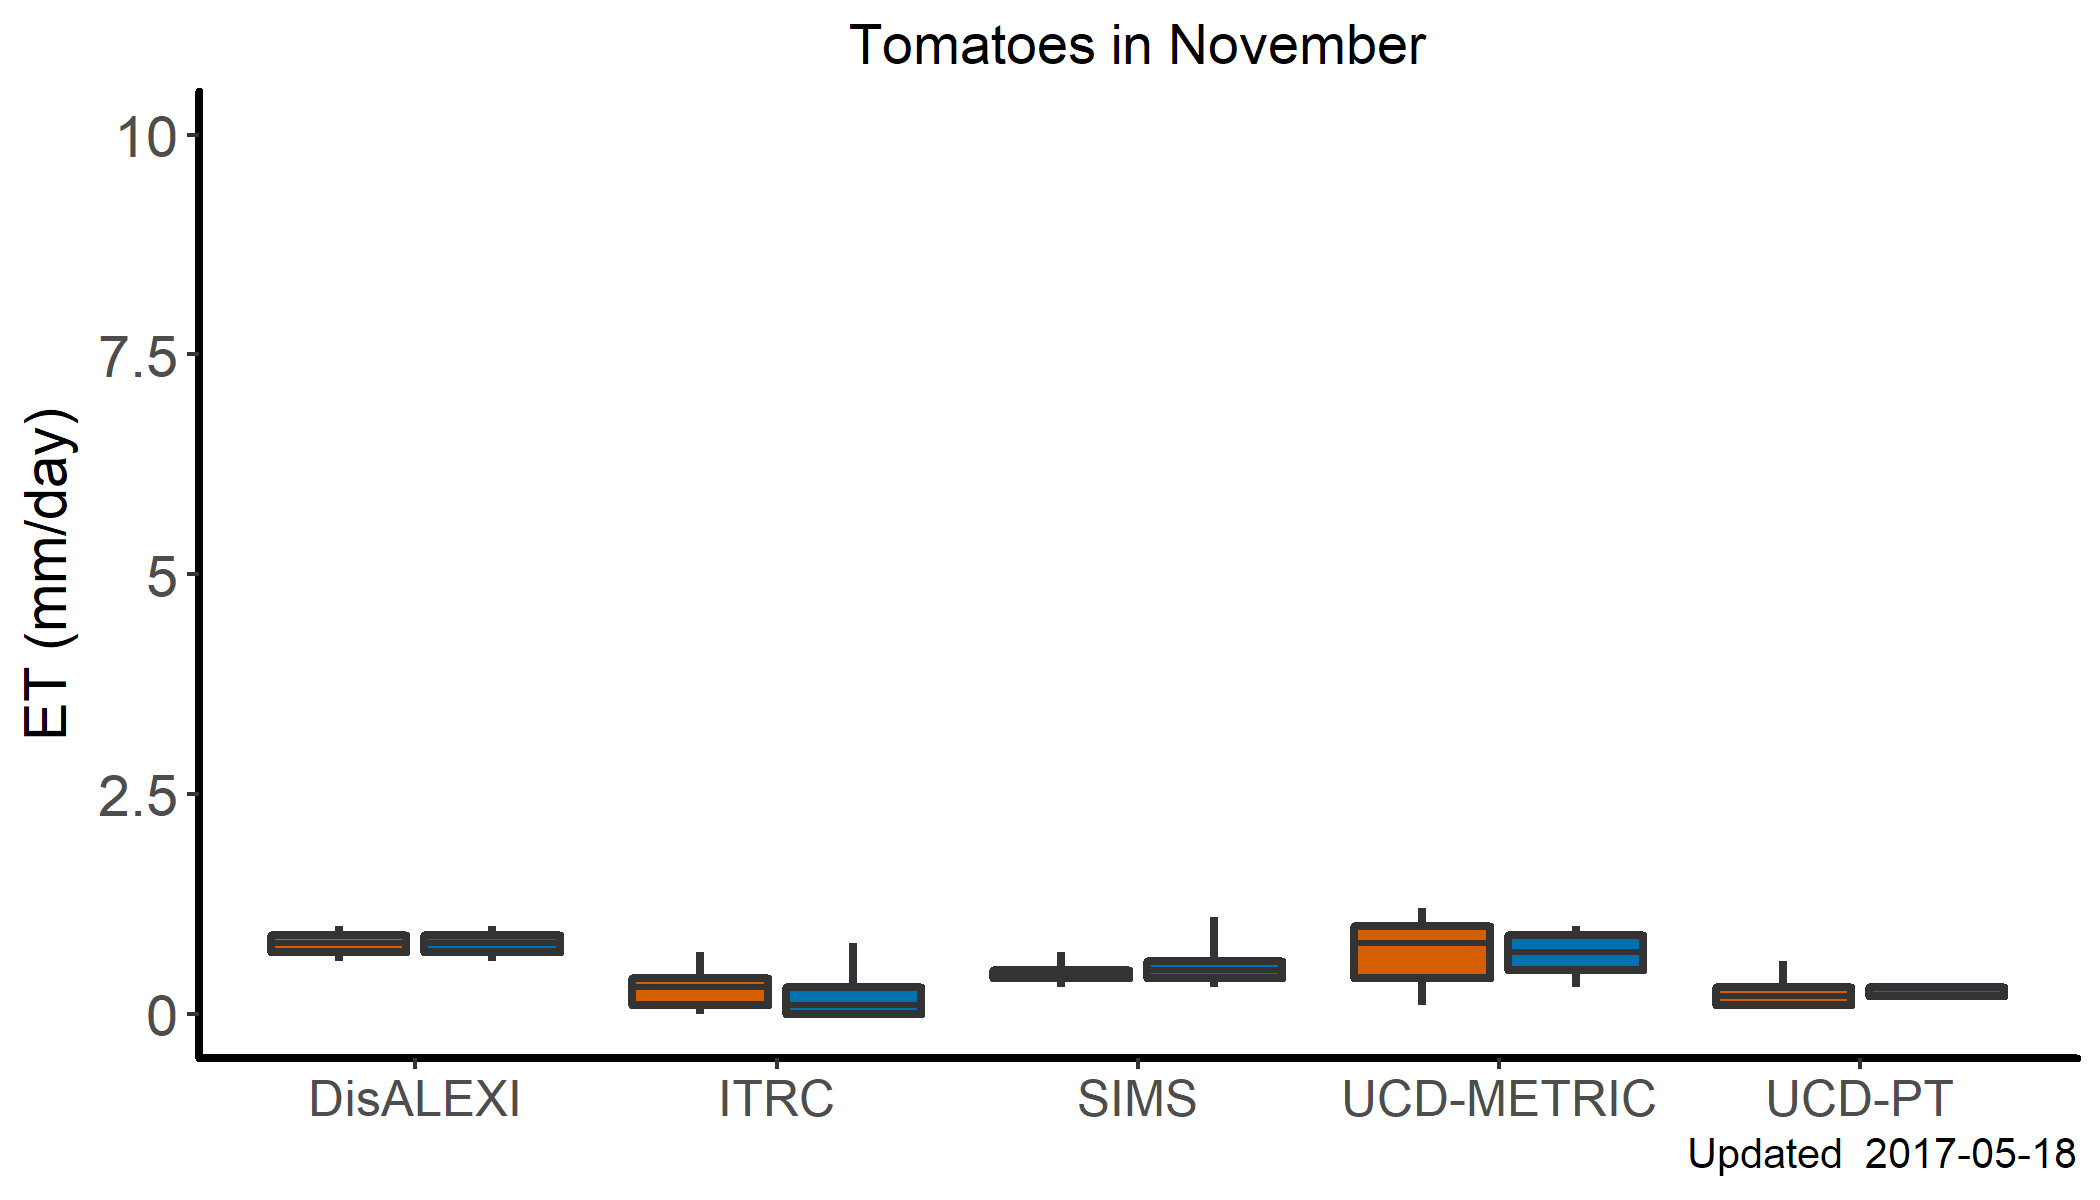 Tomatoes in November
ET (mm/day)
10
7.5
5
2.5
0
DisALEXI ITRC SIMS UCD-METRIC UCD-PT
Updated 2017-05-18